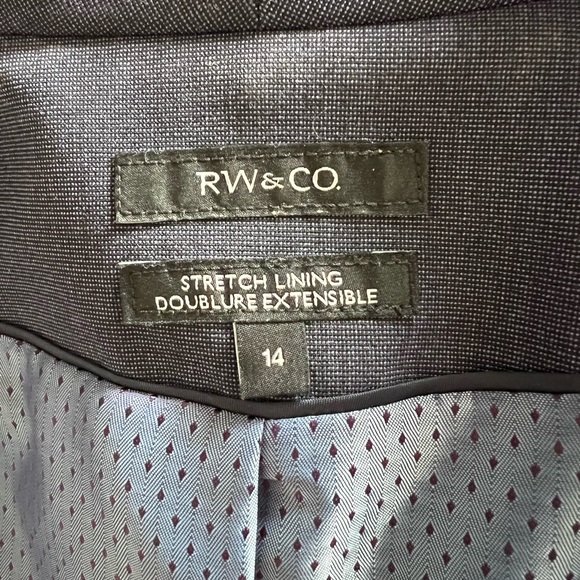 RW&CO.
STRETCH LINING
DOUBLURE EXTENSIBLE
14